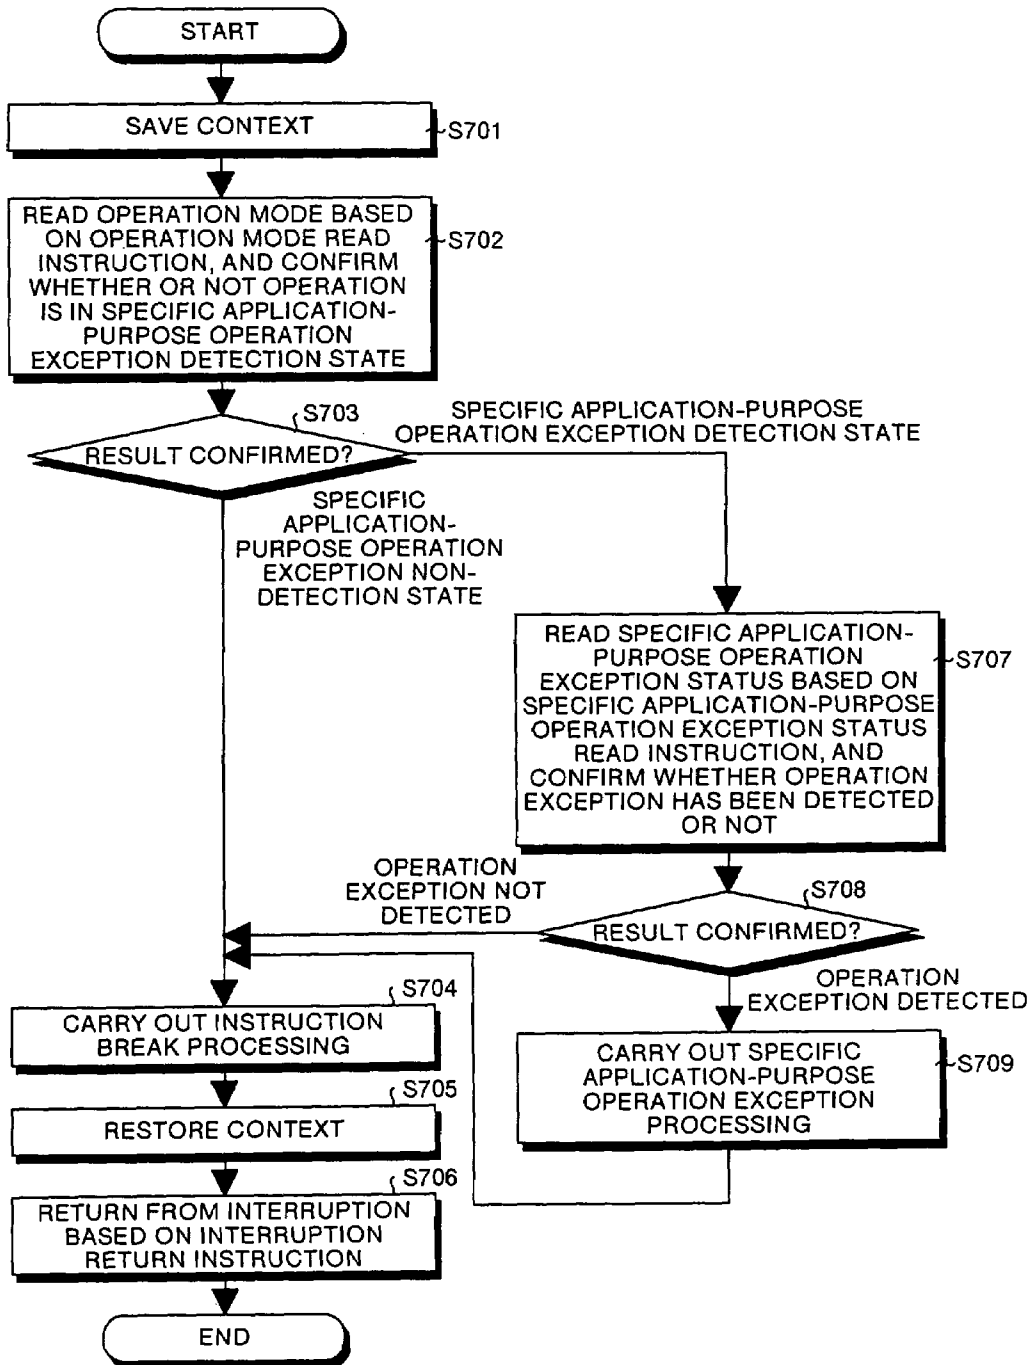 START
SAVE CONTEXT
S701
READ OPERATION MODE BASED
ON OPERATION MODE READ
INSTRUCTION, AND CONFIRM
WHETHER OR NOT OPERATION
IS IN SPECIFIC APPLICATION-
PURPOSE OPERATION
EXCEPTION DETECTION STATE
S702
S703
RESULT CONFIRMED?
SPECIFIC APPLICATION-PURPOSE
OPERATION EXCEPTION DETECTION STATE
SPECIFIC
APPLICATION-
PURPOSE OPERATION
EXCEPTION NON-
DETECTION STATE
READ SPECIFIC APPLICATION-
PURPOSE OPERATION
EXCEPTION STATUS BASED ON
SPECIFIC APPLICATION-PURPOSE
OPERATION EXCEPTION STATUS
READ INSTRUCTION, AND
CONFIRM WHETHER OPERATION
EXCEPTION HAS BEEN DETECTED
OR NOT
S707
OPERATION
EXCEPTION NOT
DETECTED
S708
RESULT CONFIRMED?
OPERATION
EXCEPTION DETECTED
S704
CARRY OUT INSTRUCTION
BREAK PROCESSING
CARRY OUT SPECIFIC
APPLICATION-PURPOSE
OPERATION EXCEPTION
PROCESSING
S709
S705
RESTORE CONTEXT
S706
RETURN FROM INTERRUPTION
BASED ON INTERRUPTION
RETURN INSTRUCTION
END